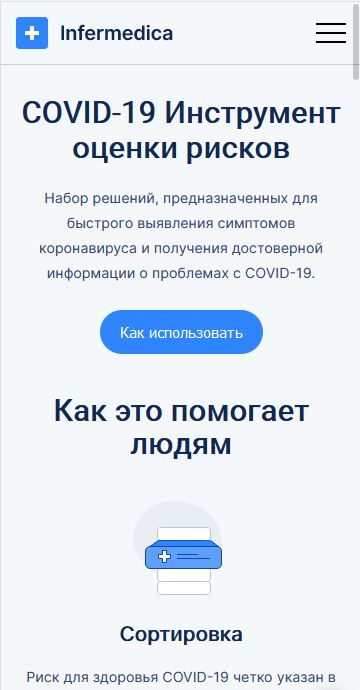 Infermedica
COVID-19 Инструмент
оценки рисков
Набор решений, предназначенных для
быстрого выявления симптомов
коронавируса и получения достоверной
информации о проблемах с COVID-19.
Как использовать
Как это помогает
людям
Сортировка
Риск для здоровья COVID-19 четко указан в